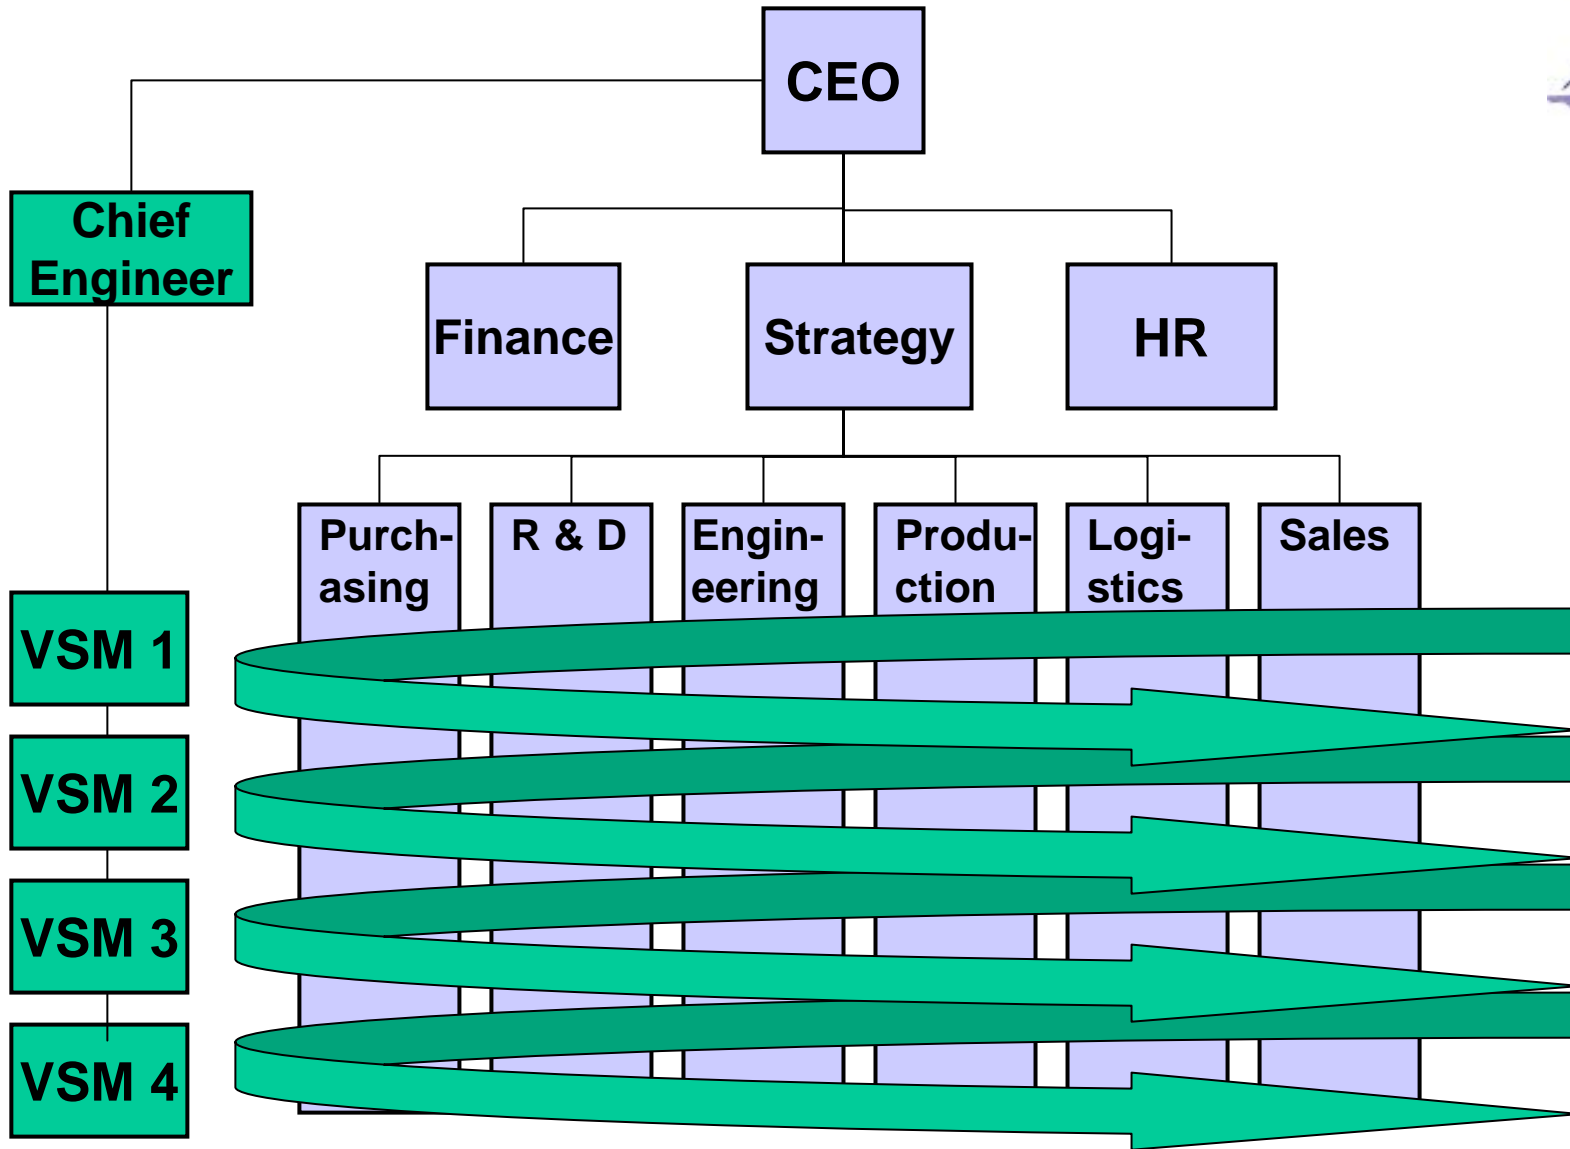 CEO
Chief
Engineer
Finance
Strategy
HR
Purch-
asing
R & D
Engin-
eering
Produ-
ction
Logi-
stics
Sales
VSM 1
VSM 2
VSM 3
VSM 4